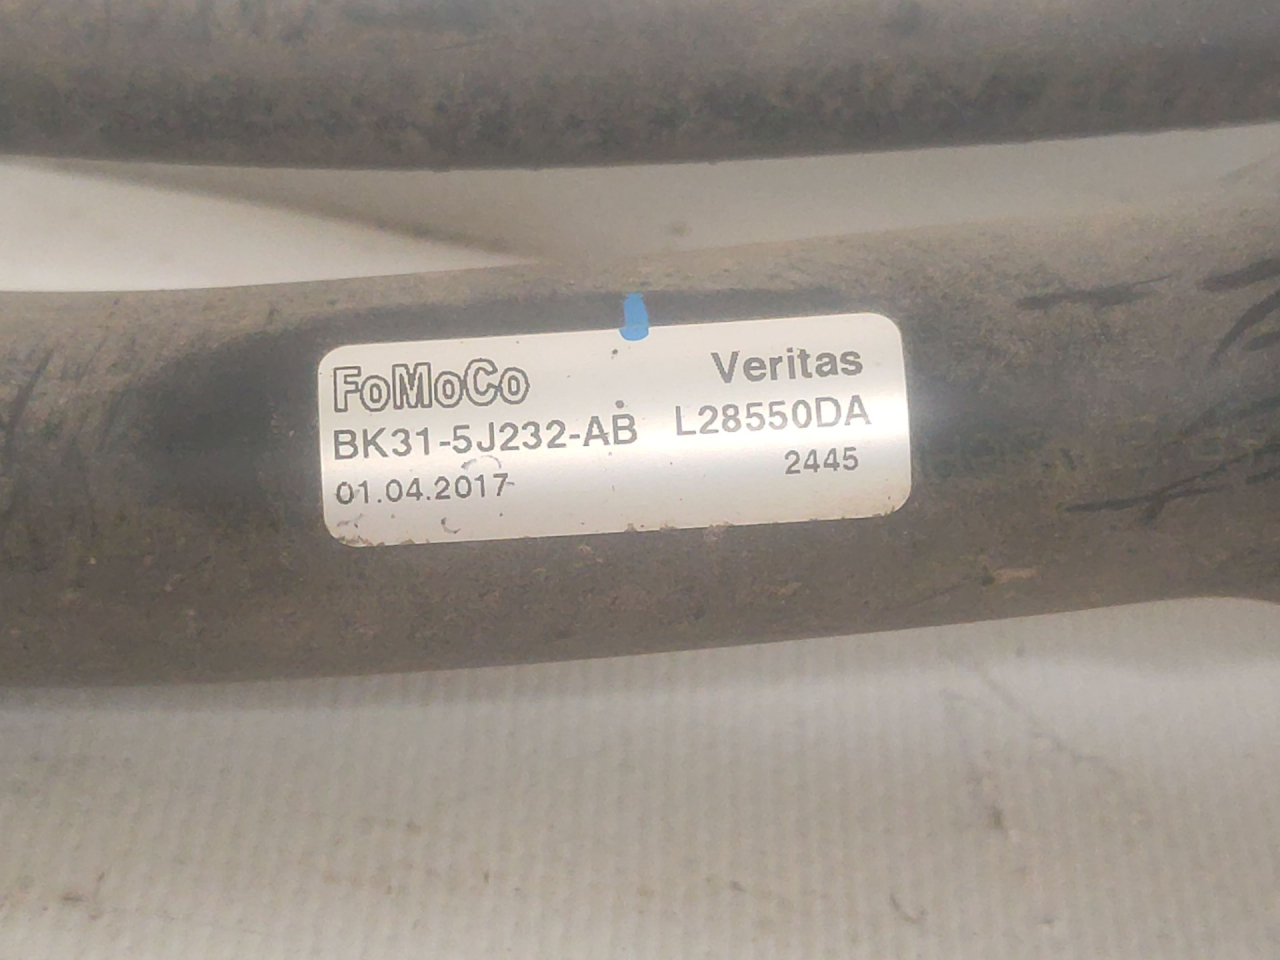 FoMoCo Veritas
BK31-5J232-AB L28550DA
01.04.2017 2445